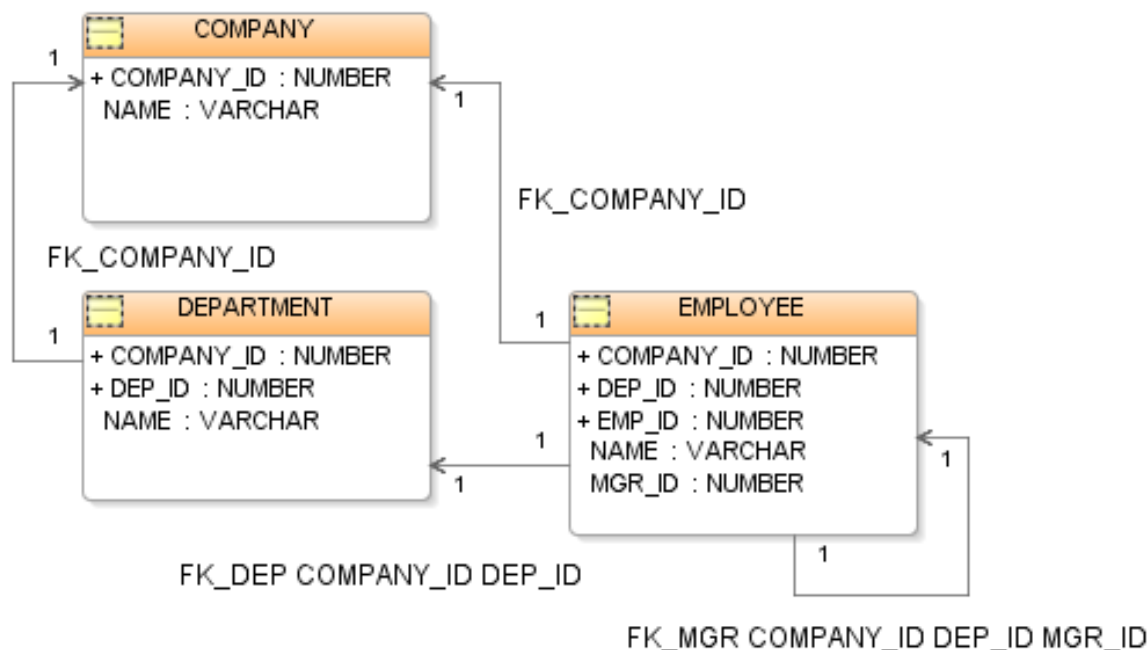 COMPANY
1
+ COMPANY_ID : NUMBER
1
NAME : VARCHAR
FK_COMPANY_ID
FK_COMPANY_ID
DEPARTMENT
EMPLOYEE
1
1
+ COMPANY_ID : NUMBER
+ DEP_ID : NUMBER
NAME : VARCHAR
+ COMPANY_ID : NUMBER
+ DEP_ID : NUMBER
+ EMP_ID : NUMBER
NAME : VARCHAR
MGR_ID : NUMBER
1
1
1
1
FK_DEP COMPANY_ID DEP_ID
FK_MGR COMPANY_ID DEP_ID MGR_ID